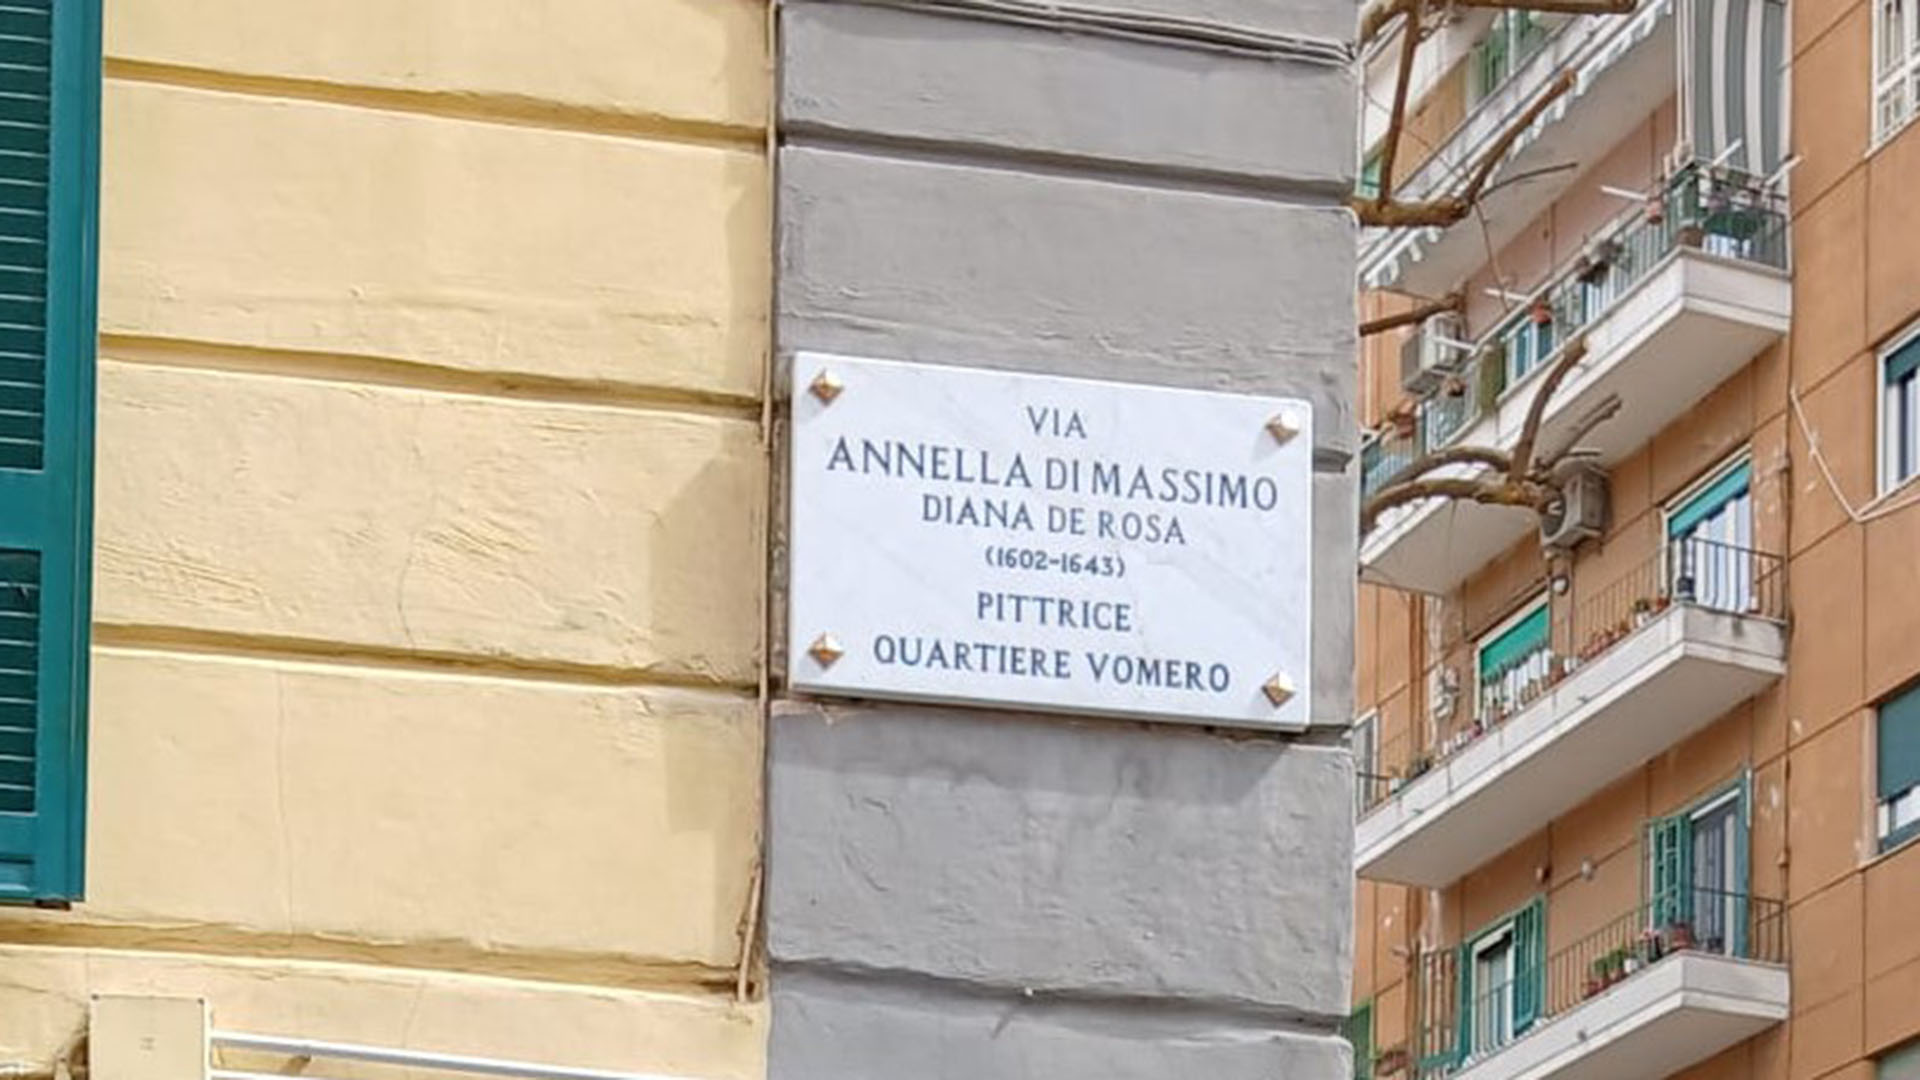 VIA
ANNELLA DI MASSIMO
DIANA DE ROSA
(1602-1643)
PITTRICE
QUARTIERE VOMERO